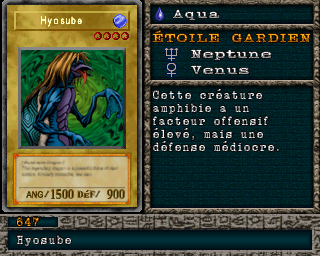 Hyosube
ANG/1500 DéF/ 900
Aqua
ÉTOILE GARDIEN
Neptune
Venus
Cette créature
amphibie a un
facteur offensif
élevé, mais une
défense médiocre.
647
Hyosube